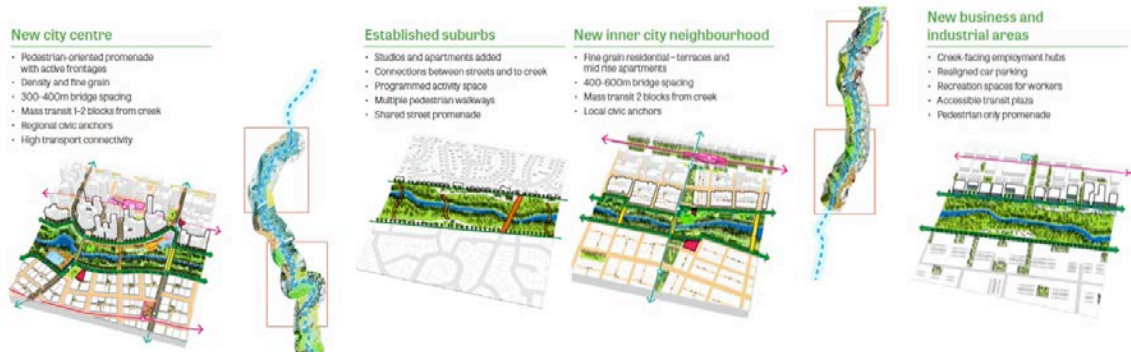 New city centre
• Pedestrian-oriented promenade
with active frontages
• Density and fine grain
• 300-400m bridge spacing
• Mass transit 1-2 blocks from creek
• Regional civic anchors
• High transport connectivity
Established suburbs
• Studios and apartments added
• Connections between streets and to creek
• Programmed activity space
• Multiple pedestrian walkways
• Shared street promenade
New inner city neighbourhood
• Fine grain residential – terraces and
mid rise apartments
• 400-600m bridge spacing
• Mass transit 2 blocks from creek
• Local civic anchors
New business and
industrial areas
• Creek-facing employment hubs
• Realigned car parking
• Recreation spaces for workers
• Accessible transit plaza
• Pedestrian only promenade